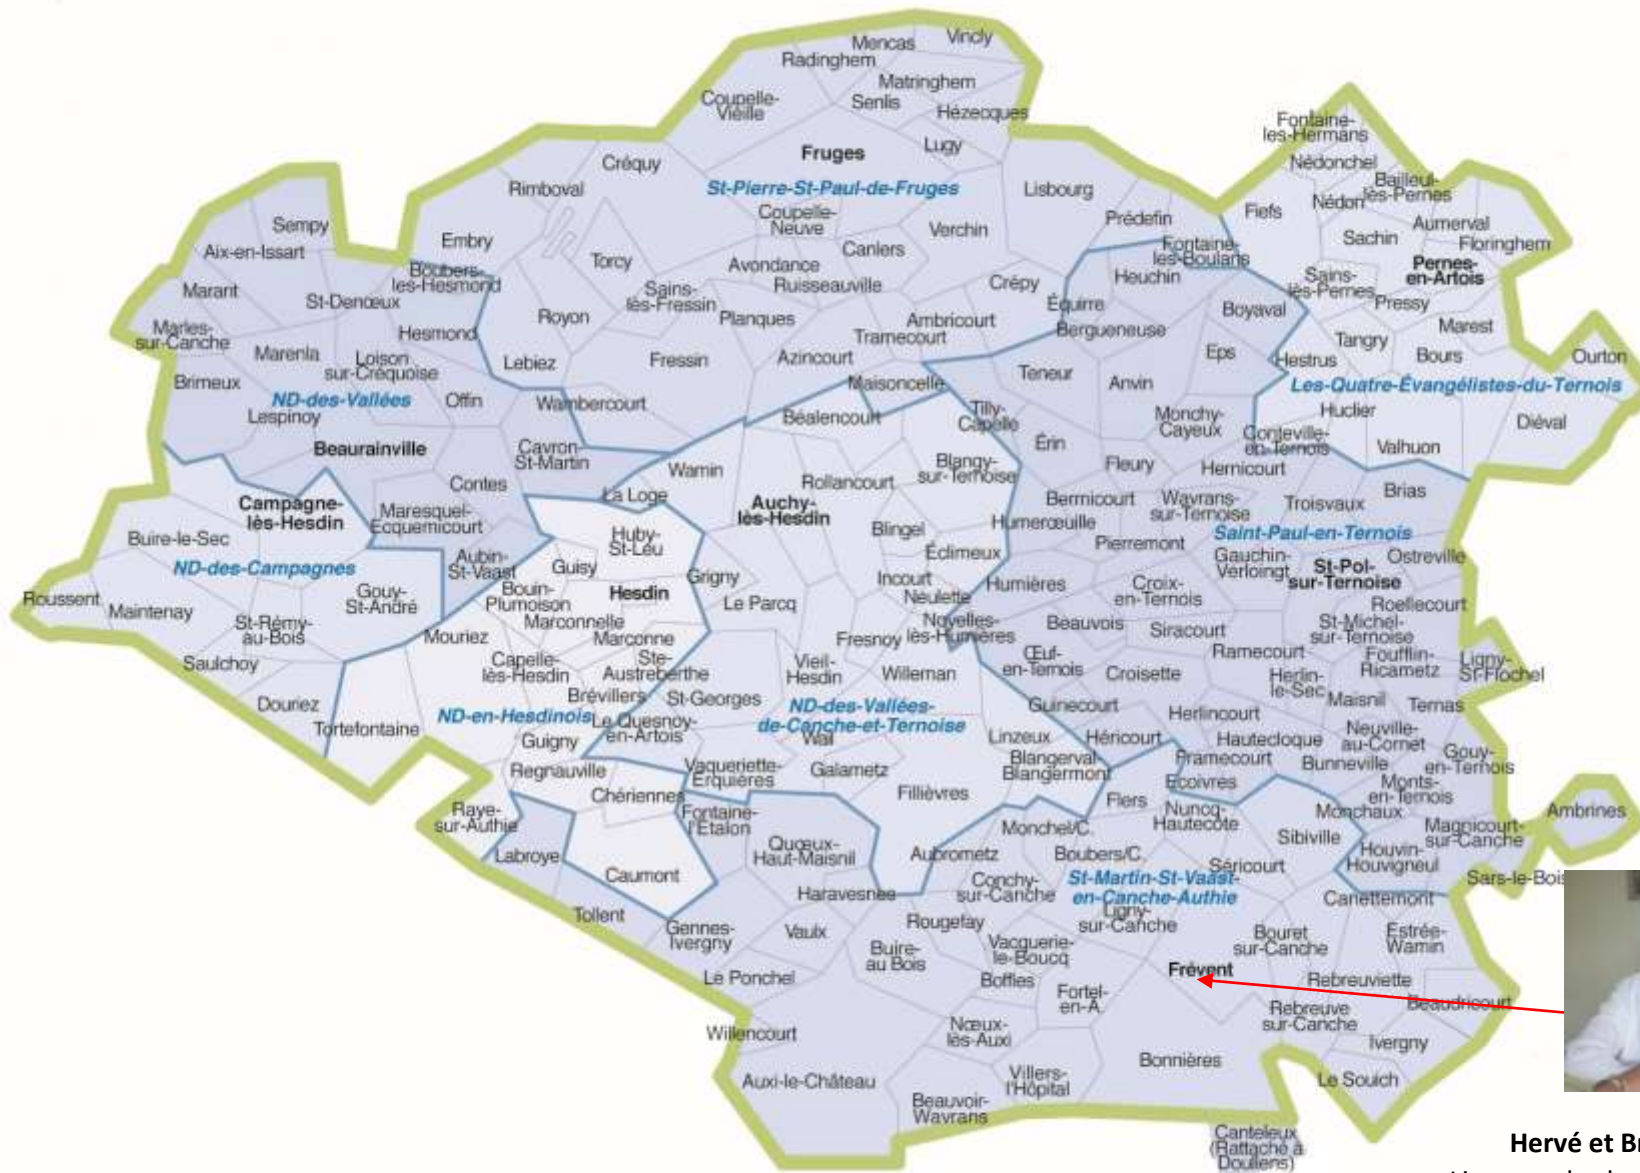 Mencas
Vincly
Radinghem
Matringhem
Coupelle-
Vieille
Senlis
Hézecques
Fruges
Lugy
Créquy
Rimboval
St-Pierre-St-Paul-de-Fruges
Lisbourg
Coupelle-
Neuve
Verchin
Prédefin
Canlers
Embry
Torcy
Avondance
Ruisseauville
Crépy
Sains-
lès-Fressin
Planques
Royon
Ambricourt
Tramecourt
Azincourt
Fressin
Lebiez
Maisoncelle
Wambercourt
Fontaine-
les-Hermans
Nédonchel
Bailleul-
lès-Pernes
Nédon
Fiefs
Aumerval
Sachin
Floringhem
Pernes-
en-Artois
Sains-
lès-Pernes
Pressy
Marest
Tangry
Bours
Hestrus
Ourton
Les-Quatre-Évangélistes-du-Ternois
Huclier
Diéval
Valhuon
Conteville-
en-Ternois
Sempy
Aix-en-Issart
Boubers-
les-Hesmond
Marant
St-Denœux
Marles-
sur-Canche
Hesmond
Marenla
Loison
sur-Créquoise
Brimeux
ND-des-Vallées
Offin
Lespinoy
Beaurainville
Cavron-
St-Martin
Contes
Maresquel-
Ecquemicourt
Aubin-
St-Vaast
Campagne-
lès-Hesdin
Buire-le-Sec
ND-des-Campagnes
Gouy-
St-André
Roussent
Maintenay
St-Rémy-
au-Bois
Saulchoy
Douriez
Tortefontaine
Huby-
St-Leu
Guisy
Bouin-
Plumoison
Hesdin
Marconnelle
Mouriez
Marconne
Capelle-
lès-Hesdin
Ste-
Austreberthe
Brévillers
ND-en-Hesdinois
Le Quesnoy-
en-Artois
Guigny
Regnauville
Chériennes
Raye-
sur-Authie
Labroye
Caumont
Béalencourt
Wamin
La Loge
Rollancourt
Blangy-
sur-Ternoise
Auchy-
lès-Hesdin
Blingel
Éclimeux
Grigny
Incourt
Neulette
Le Parcq
Noyelles-
lès-Humières
Fresnoy
Vieil-
Hesdin
Willeman
St-Georges
ND-des-Vallées-
de-Canche-et-Ternoise
Wail
Linzeux
Vaqueriette-
Erquières
Galametz
Blangerval-
Blangermont
Fillièvres
Aubrometz
Fontaine-
les-Boulans
Heuchin
Équirre
Boyaval
Bergueneuse
Eps
Teneur
Anvin
Tilly-
Capelle
Monchy-
Cayeux
Érin
Fleury
Hernicourt
Brias
Bermicourt
Wavrans-
sur-Ternoise
Troisvaux
Humerœuille
Saint-Paul-en-Ternois
Pierremont
Gauchin-
Verloingt
Ostreville
St-Pol-
sur-Ternoise
Humières
Croix-
en-Ternois
Roellecourt
Beauvois
Siracourt
St-Michel-
sur-Ternoise
Ramecourt
Foufflin-
Ricametz
Ligny-
St-Flochel
Œuf-
en-Ternois
Croisette
Herlin-
le-Sec
Maisnil
Ternas
Guinecourt
Herlincourt
Neuville-
au-Cornet
Héricourt
Hautecloque
Gouy-
en-Ternois
Framecourt
Bunneville
Ecoivres
Monts-
en-Ternois
Monchaux
Ambrines
Magnicourt-
sur-Canche
Houvin-
Houvigneul
Sars-le-Bois
Fontaine-
l'Étalon
Flers
Nuncq-
Hautecôte
Monchel/C.
Sibiville
Quœux-
Haut-Maisnil
Boubers/C.
Séricourt
Conchy-
sur-Canche
St-Martin-St-Vaast-
en-Canche-Authie
Canettemont
Haravesnes
Tollent
Gennes-
Ivergny
Vaulx
Rougefay
Ligny-
sur-Canche
Estrée-
Wamin
Buire-
au Bois
Vacquerie-
le-Boucq
Bouret
sur-Canche
Le Ponchel
Boffles
Frévent
Rebreuviette
Fortel-
en-A.
Beaudricourt
Rebreuve
sur-Canche
Willencourt
Nœux-
lès-Auxi
Ivergny
Bonnières
Auxi-le-Château
Villers-
l'Hôpital
Le Souich
Beauvoir-
Wavrans
Canteleux
(Rattaché à
Doullens)
Hervé et